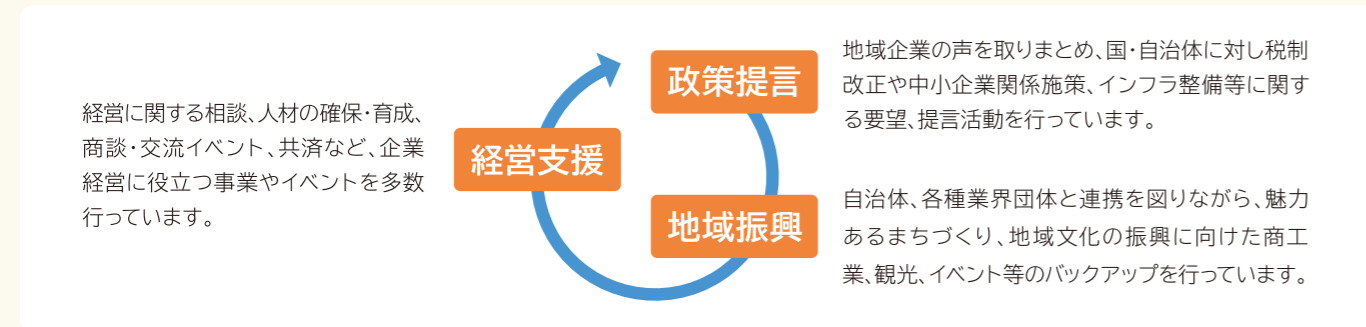 経営に関する相談、人材の確保・育成、
商談・交流イベント、共済など、企業
経営に役立つ事業やイベントを多数
行っています。
経営支援
政策提言
地域企業の声を取りまとめ、国・自治体に対し税制
改正や中小企業関係施策、インフラ整備等に関す
る要望、提言活動を行っています。
地域振興
自治体、各種業界団体と連携を図りながら、魅力
あるまちづくり、地域文化の振興に向けた商工
業、観光、イベント等のバックアップを行っています。